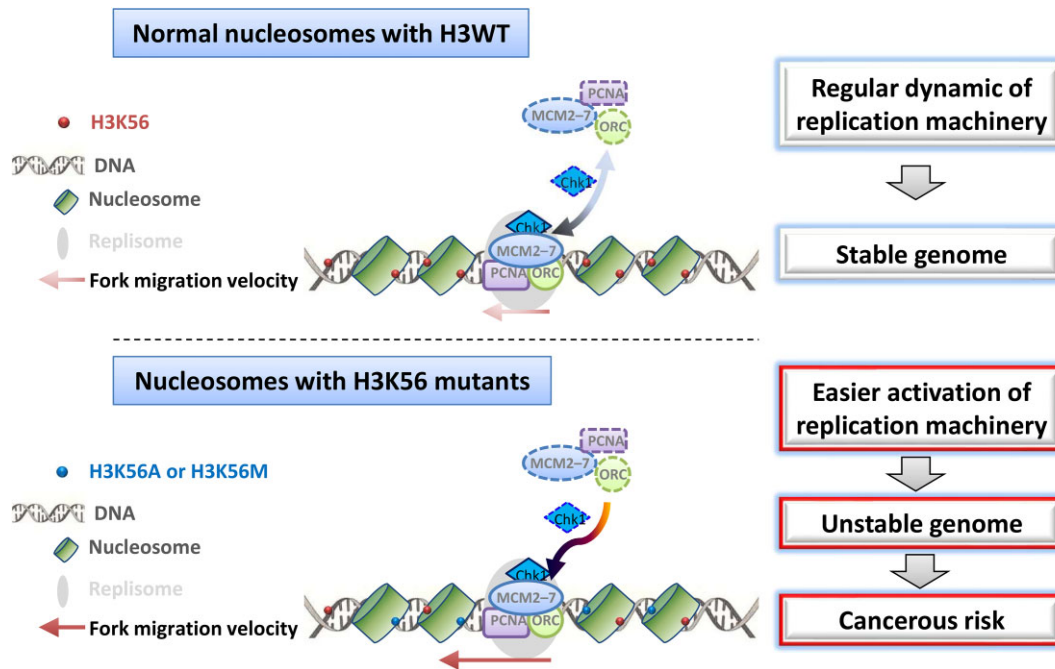 Normal nucleosomes with H3WT
H3K56
DNA
Nucleosome
Replisome
Fork migration velocity
PCNA
MCM2–7
ORC
Chk1
Chk1
MCM2–7
PCNA
ORC
Regular dynamic of
replication machinery
Stable genome
Nucleosomes with H3K56 mutants
H3K56A or H3K56M
DNA
Nucleosome
Replisome
Fork migration velocity
PCNA
MCM2–7
ORC
Chk1
Chk1
MCM2–7
PCNA
ORC
Easier activation of
replication machinery
Unstable genome
Cancerous risk